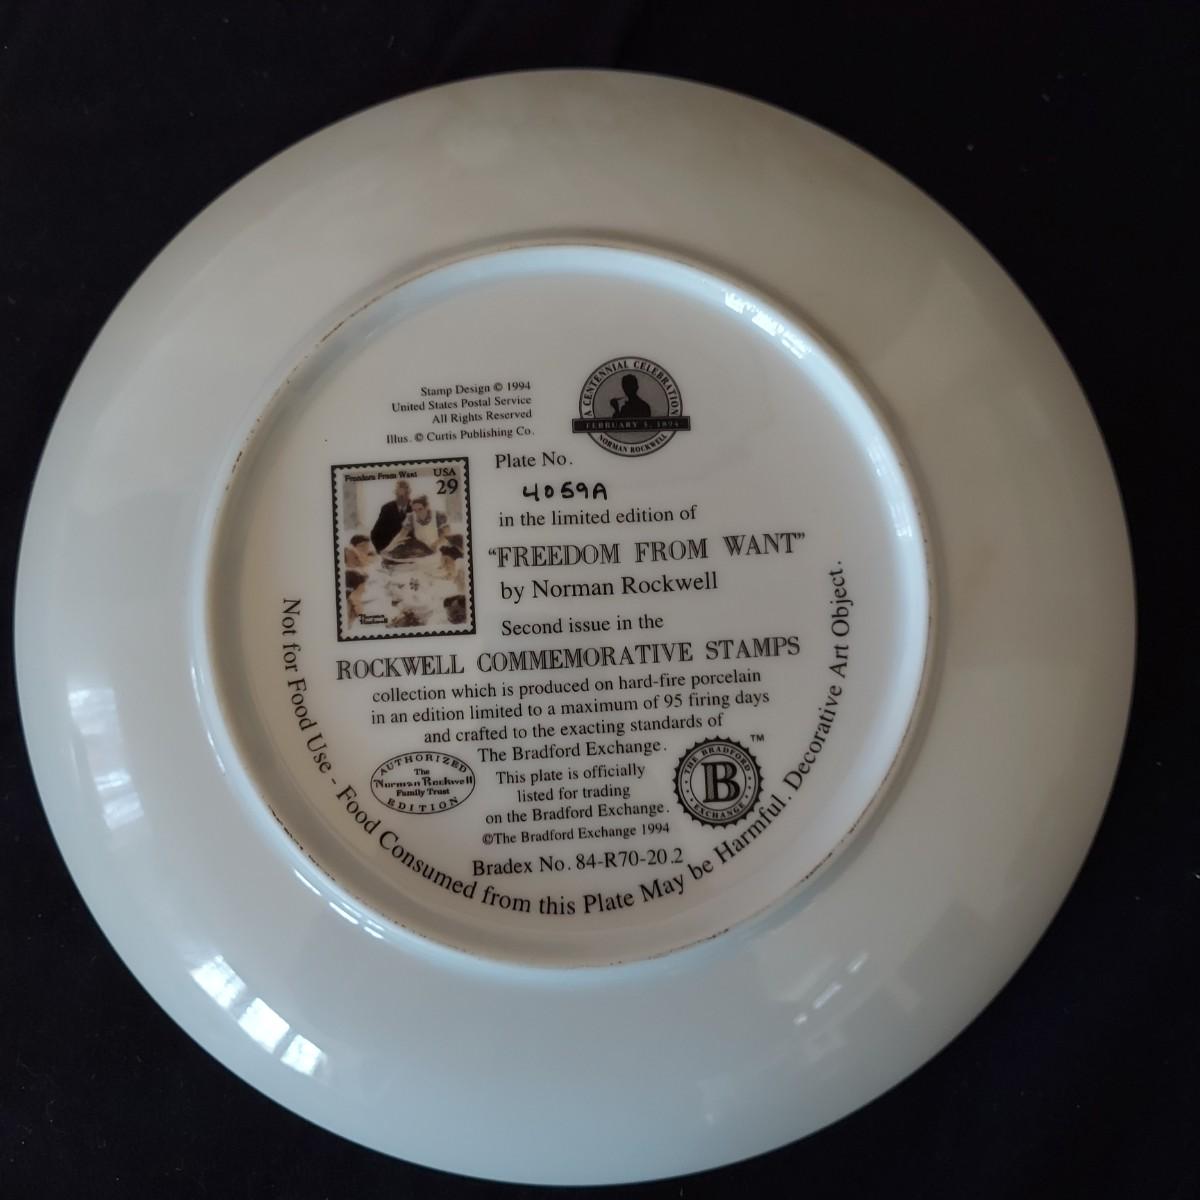 Stamp Design © 1994
United States Postal Service
All Rights Reserved
Illus. © Curtis Publishing Co.
A CENTENNIAL CELEBRATION
FEBRUARY 3, 1894
NORMAN ROCKWELL
Freedom From Want
USA
29
Norman
Rockwell
Plate No.
4059A
in the limited edition of
"FREEDOM FROM WANT"
by Norman Rockwell
Second issue in the
ROCKWELL COMMEMORATIVE STAMPS
collection which is produced on hard-fire porcelain
in an edition limited to a maximum of 95 firing days
and crafted to the exacting standards of
The Bradford Exchange.
AUTHORIZED
The
Norman Rockwell
Family Trust
EDITION
This plate is officially
listed for trading
on the Bradford Exchange.
©The Bradford Exchange 1994
THE BRADFORD
B
EXCHANGE
TM
Bradex No. 84-R70-20.2
Not for Food Use - Food Consumed from this Plate May be Harmful. Decorative Art Object.